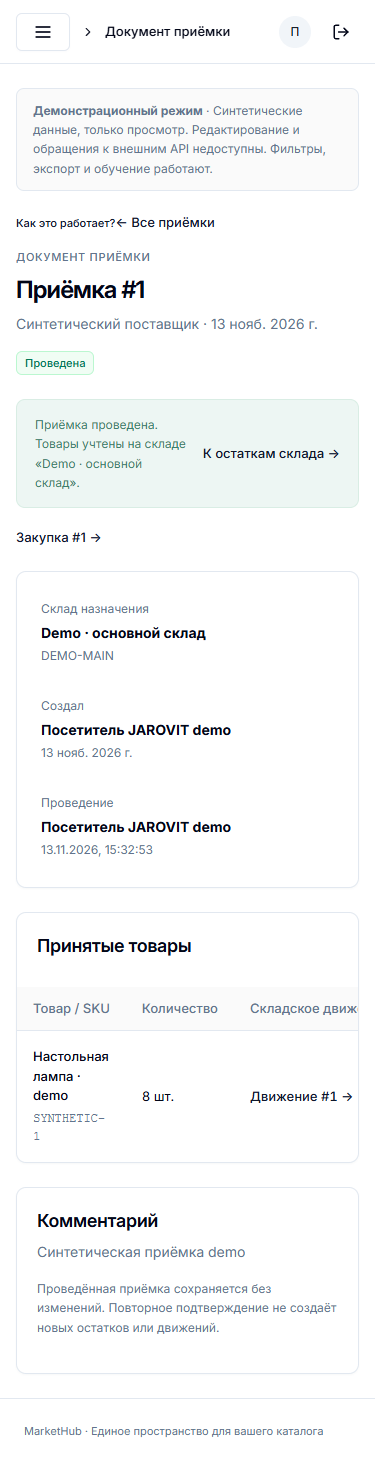 Документ приёмки
П
Демонстрационный режим · Синтетические
данные, только просмотр. Редактирование и
обращения к внешним API недоступны. Фильтры,
экспорт и обучение работают.
Как это работает?← Все приёмки
ДОКУМЕНТ ПРИЁМКИ
Приёмка #1
Синтетический поставщик · 13 нояб. 2026 г.
Проведена
Приёмка проведена.
Товары учтены на складе
«Demo · основной
склад».
К остаткам склада →
Закупка #1 →
Склад назначения
Demo · основной склад
DEMO-MAIN
Создал
Посетитель JAROVIT demo
13 нояб. 2026 г.
Проведение
Посетитель JAROVIT demo
13.11.2026, 15:32:53
Принятые товары
Товар / SKU Количество Складское движ
Настольная
лампа ·
demo
SYNTHETIC-
1
8 шт.
Движение #1 →
Комментарий
Синтетическая приёмка demo
Проведённая приёмка сохраняется без
изменений. Повторное подтверждение не создаёт
новых остатков или движений.
MarketHub · Единое пространство для вашего каталога